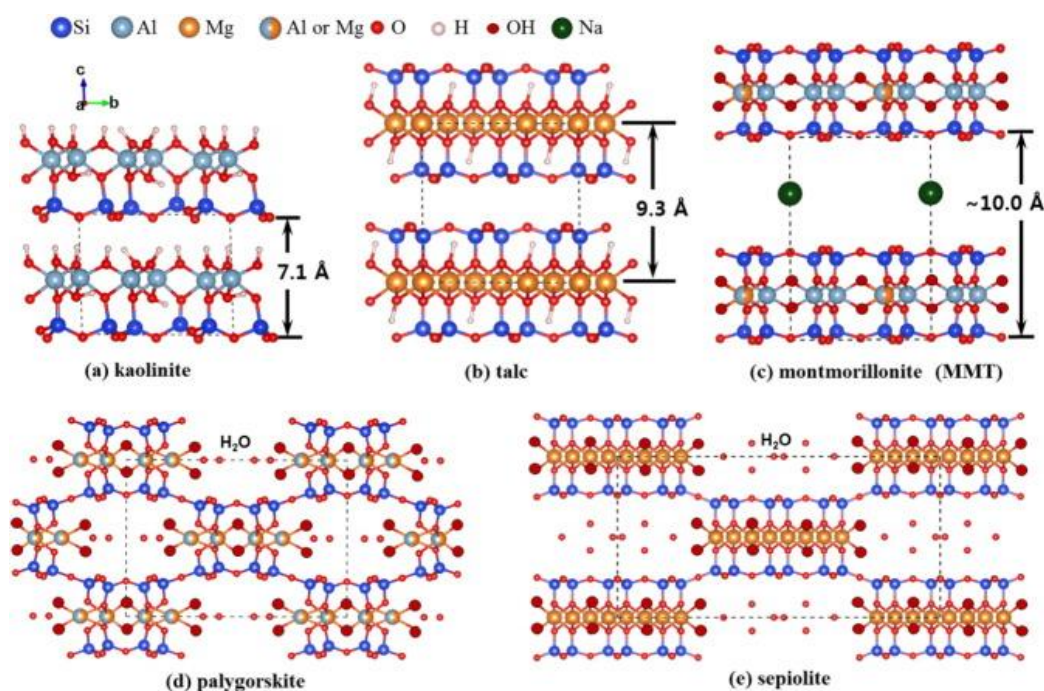 Si Al Mg Al or Mg O H OH Na
c
a b
7.1 Å
(a) kaolinite
9.3 Å
(b) talc
~10.0 Å
(c) montmorillonite (MMT)
H₂O
(d) palygorskite
H₂O
(e) sepiolite